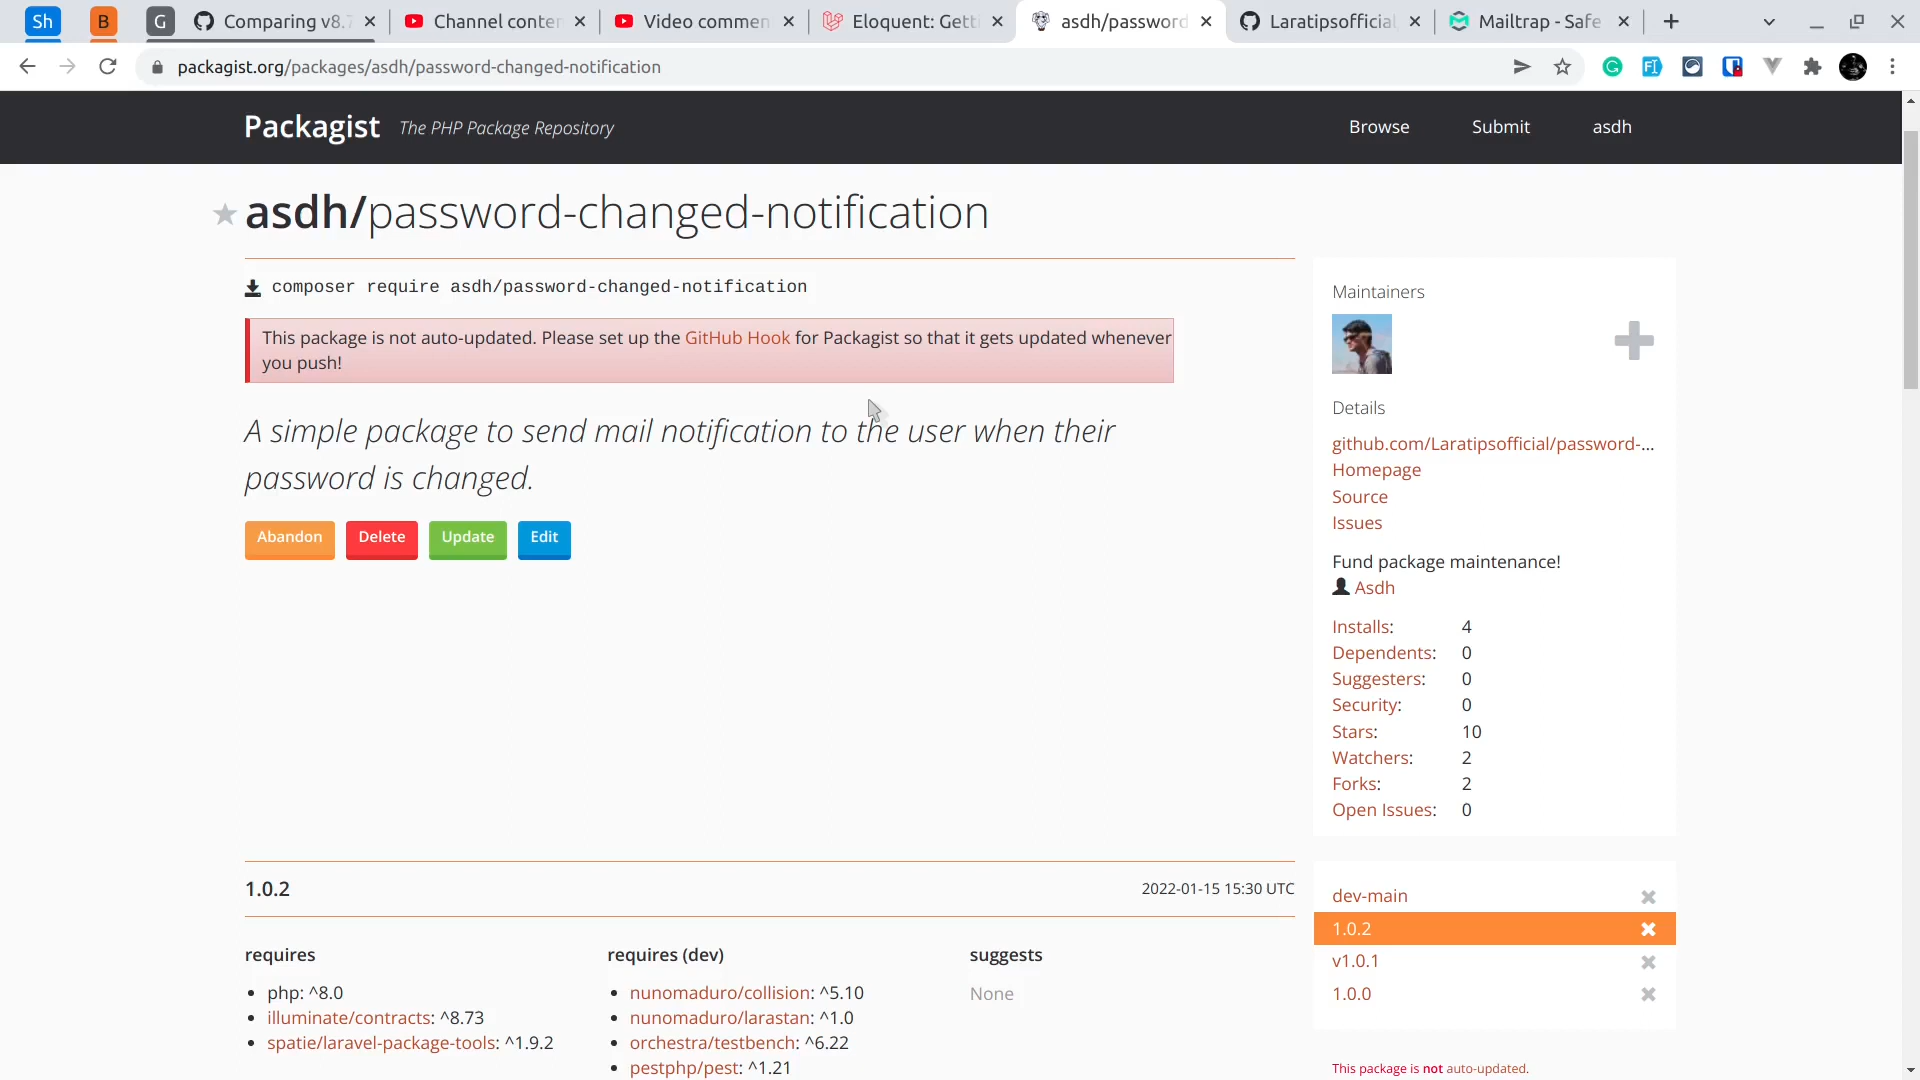 Sh
B
G
Comparing v8.7
Channel conten
Video commen
Eloquent: Getti
asdh/password
Laratipsofficial
Mailtrap - Safe
packagist.org/packages/asdh/password-changed-notification
Packagist The PHP Package Repository
Browse Submit asdh
asdh/password-changed-notification
composer require asdh/password-changed-notification
This package is not auto-updated. Please set up the GitHub Hook for Packagist so that it gets updated whenever
you push!
A simple package to send mail notification to the user when their
password is changed.
Abandon Delete Update Edit
Maintainers
Details
github.com/Laratipsofficial/password-...
Homepage
Source
Issues
Fund package maintenance!
Asdh
Installs: 4
Dependents: 0
Suggesters: 0
Security: 0
Stars: 10
Watchers: 2
Forks: 2
Open Issues: 0
1.0.2 2022-01-15 15:30 UTC
requires
php: ^8.0
illuminate/contracts: ^8.73
spatie/laravel-package-tools: ^1.9.2
requires (dev)
nunomaduro/collision: ^5.10
nunomaduro/larastan: ^1.0
orchestra/testbench: ^6.22
pestphp/pest: ^1.21
suggests
None
dev-main
1.0.2
v1.0.1
1.0.0
This package is not auto-updated.